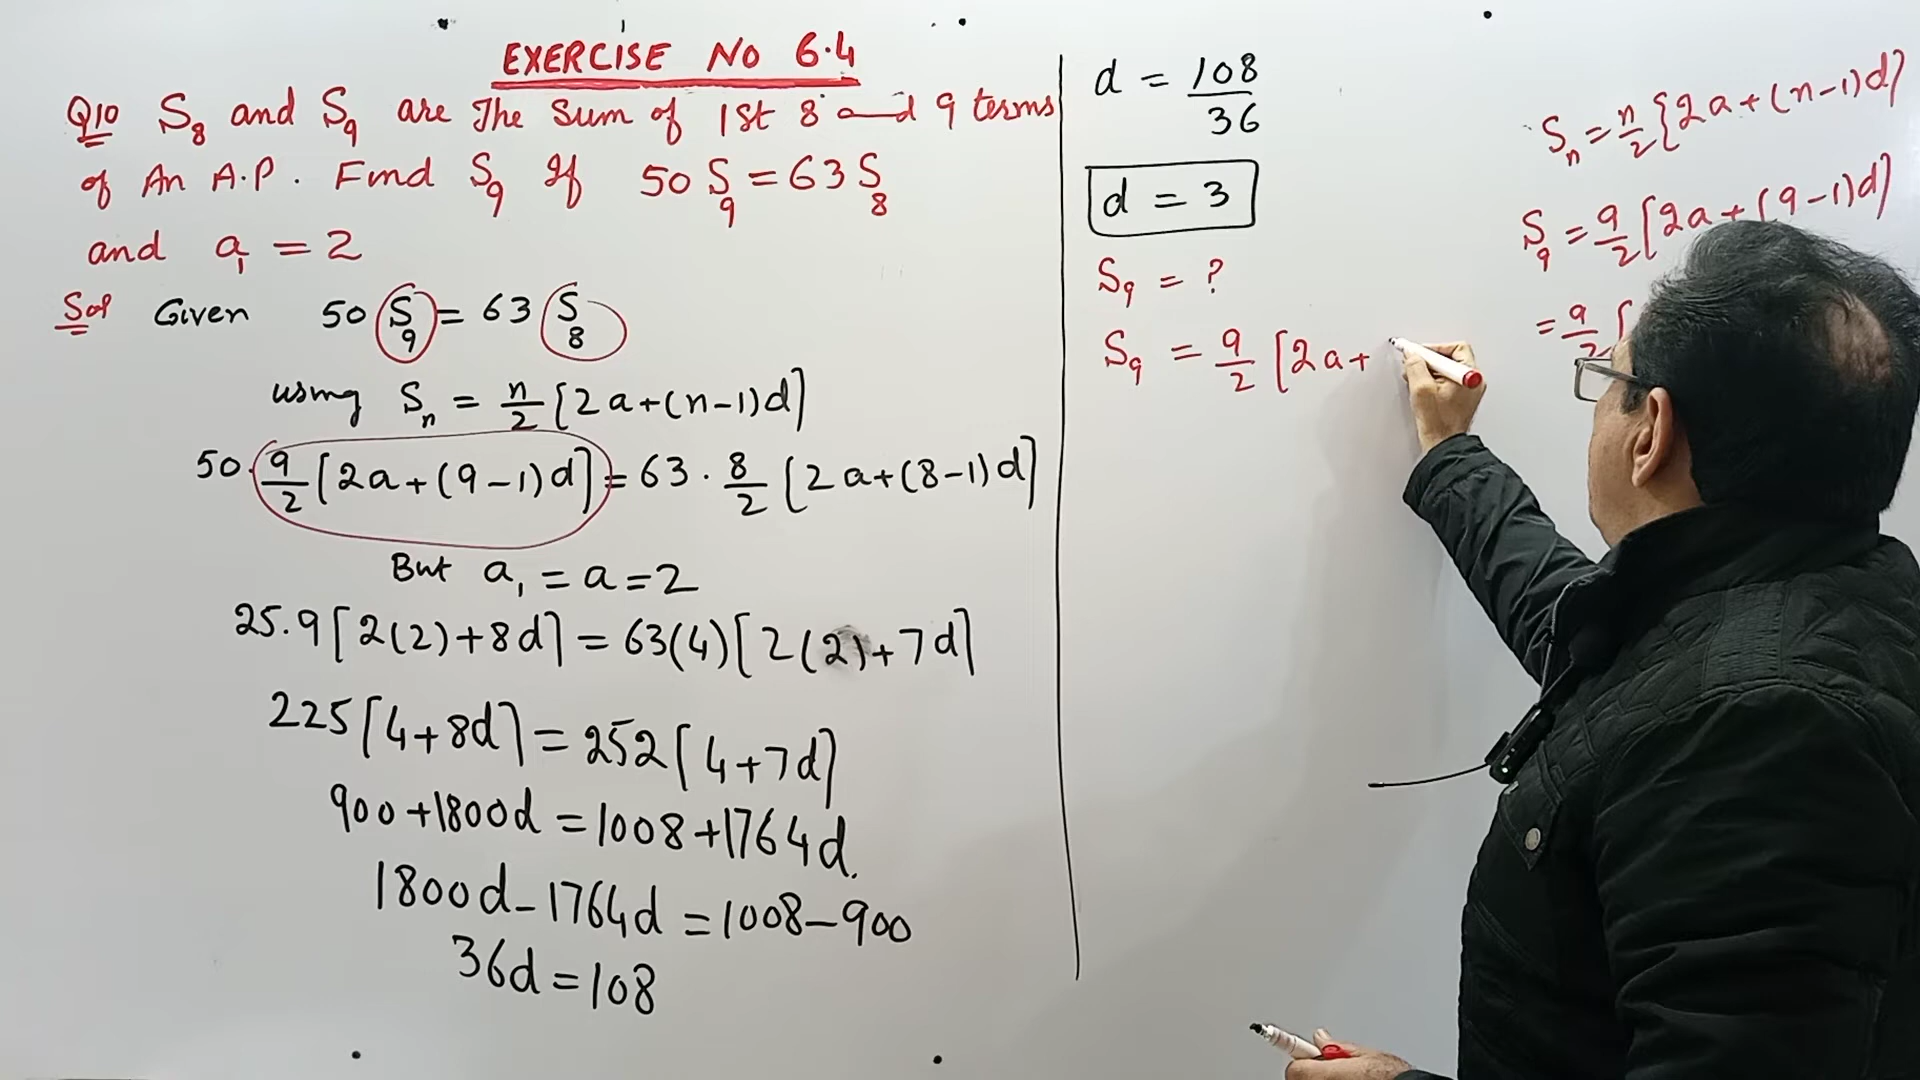 EXERCISE No 6.4
Q10 S₈ and S₉ are The Sum of 1st 8 and 9 terms
of An A.P. Find S₉ If 50 S₉ = 63 S₈
and a₁ = 2
Sol Given 50 S₉ = 63 S₈
using Sₙ = n/2 [2a+(n-1)d]
50 · 9/2 [2a+(9-1)d] = 63 · 8/2 [2a+(8-1)d]
But a₁ = a = 2
25.9 [2(2)+8d] = 63(4) [2(2)+7d]
225 [4+8d] = 252 [4+7d]
900+1800d = 1008+1764d.
1800d-1764d = 1008-900
36d = 108
d = 108/36
d = 3
S₉ = ?
S₉ = 9/2 [2a+
Sₙ = n/2 {2a+(n-1)d}
S₉ = 9/2 [2a+(9-1)d]
= 9/2 [